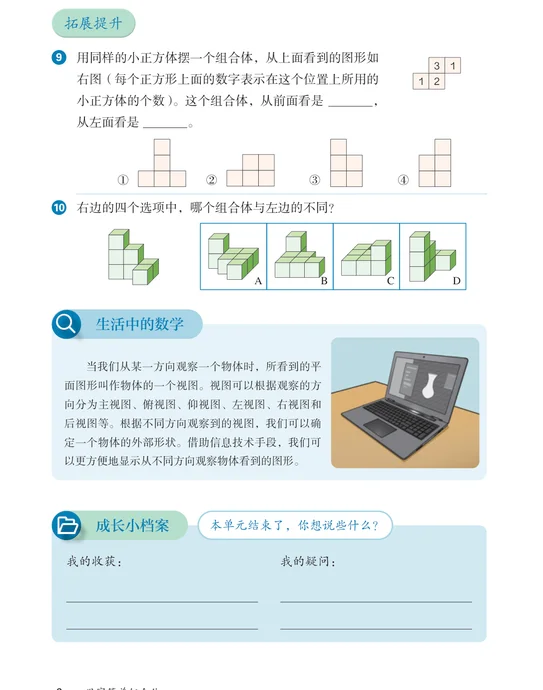 拓展提升
9 用同样的小正方体摆一个组合体，从上面看到的图形如
右图（每个正方形上面的数字表示在这个位置上所用的
小正方体的个数）。这个组合体，从前面看是 ______，
从左面看是 ______。
3 1
1 2
① ② ③ ④
10 右边的四个选项中，哪个组合体与左边的不同？
A B C D
生活中的数学
当我们从某一方向观察一个物体时，所看到的平
面图形叫作物体的一个视图。视图可以根据观察的方
向分为主视图、俯视图、仰视图、左视图、右视图和
后视图等。根据不同方向观察到的视图，我们可以确
定一个物体的外部形状。借助信息技术手段，我们可
以更方便地显示从不同方向观察物体看到的图形。
成长小档案
本单元结束了，你想说些什么？
我的收获：
我的疑问：